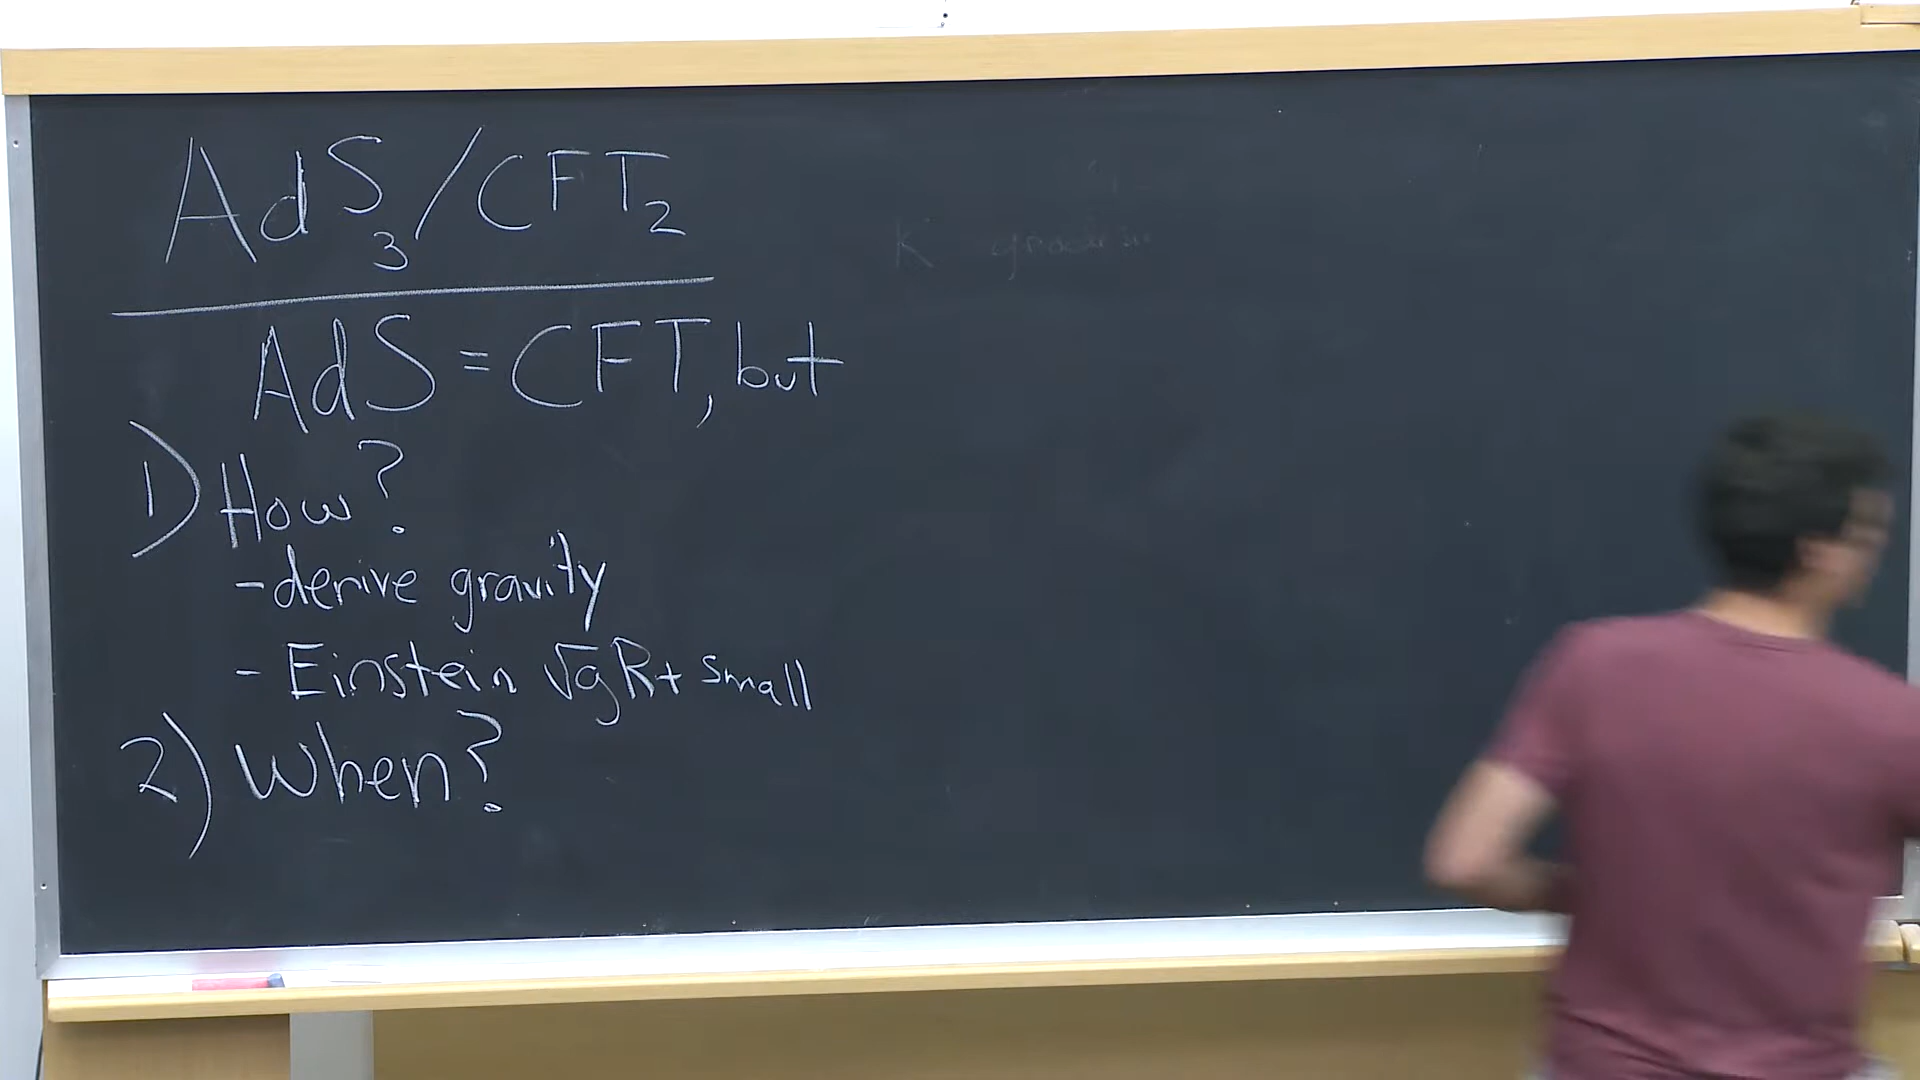 AdS₃/CFT₂
AdS = CFT, but
1) How?
- derive gravity
- Einstein √g R + small
2) When?